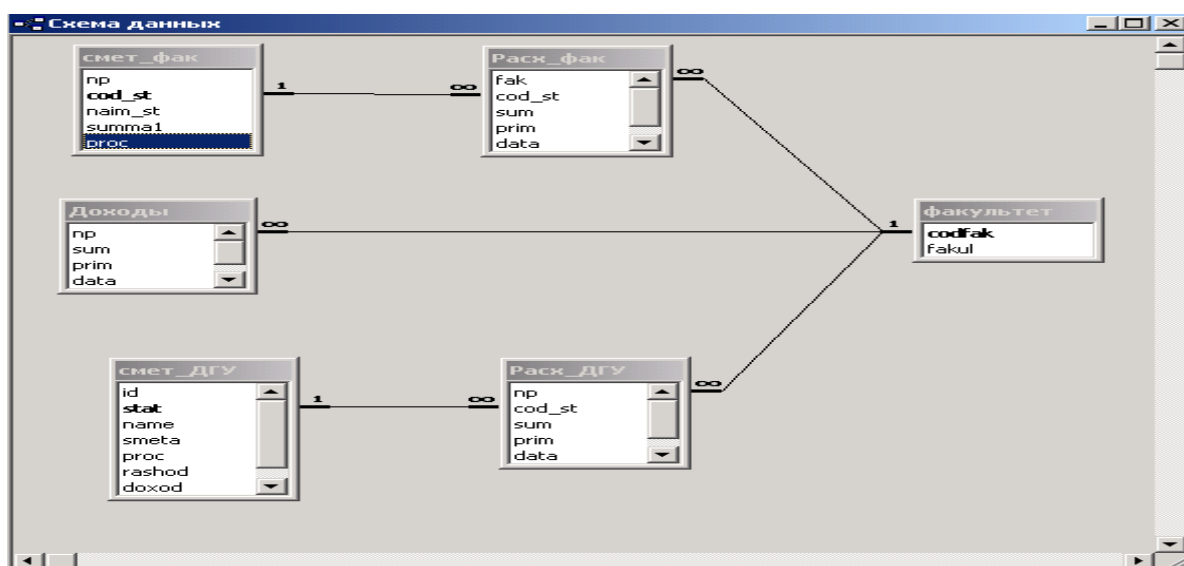 Схема данных
смет_фак
np
cod_st
naim_st
summa1
proc
1
∞
Расх_фак
fak
cod_st
sum
prim
data
∞
Доходы
np
sum
prim
data
∞
1
факультет
codfak
fakul
смет_ДГУ
id
stat
name
smeta
proc
rashod
doxod
1
∞
Расх_ДГУ
np
cod_st
sum
prim
data
∞